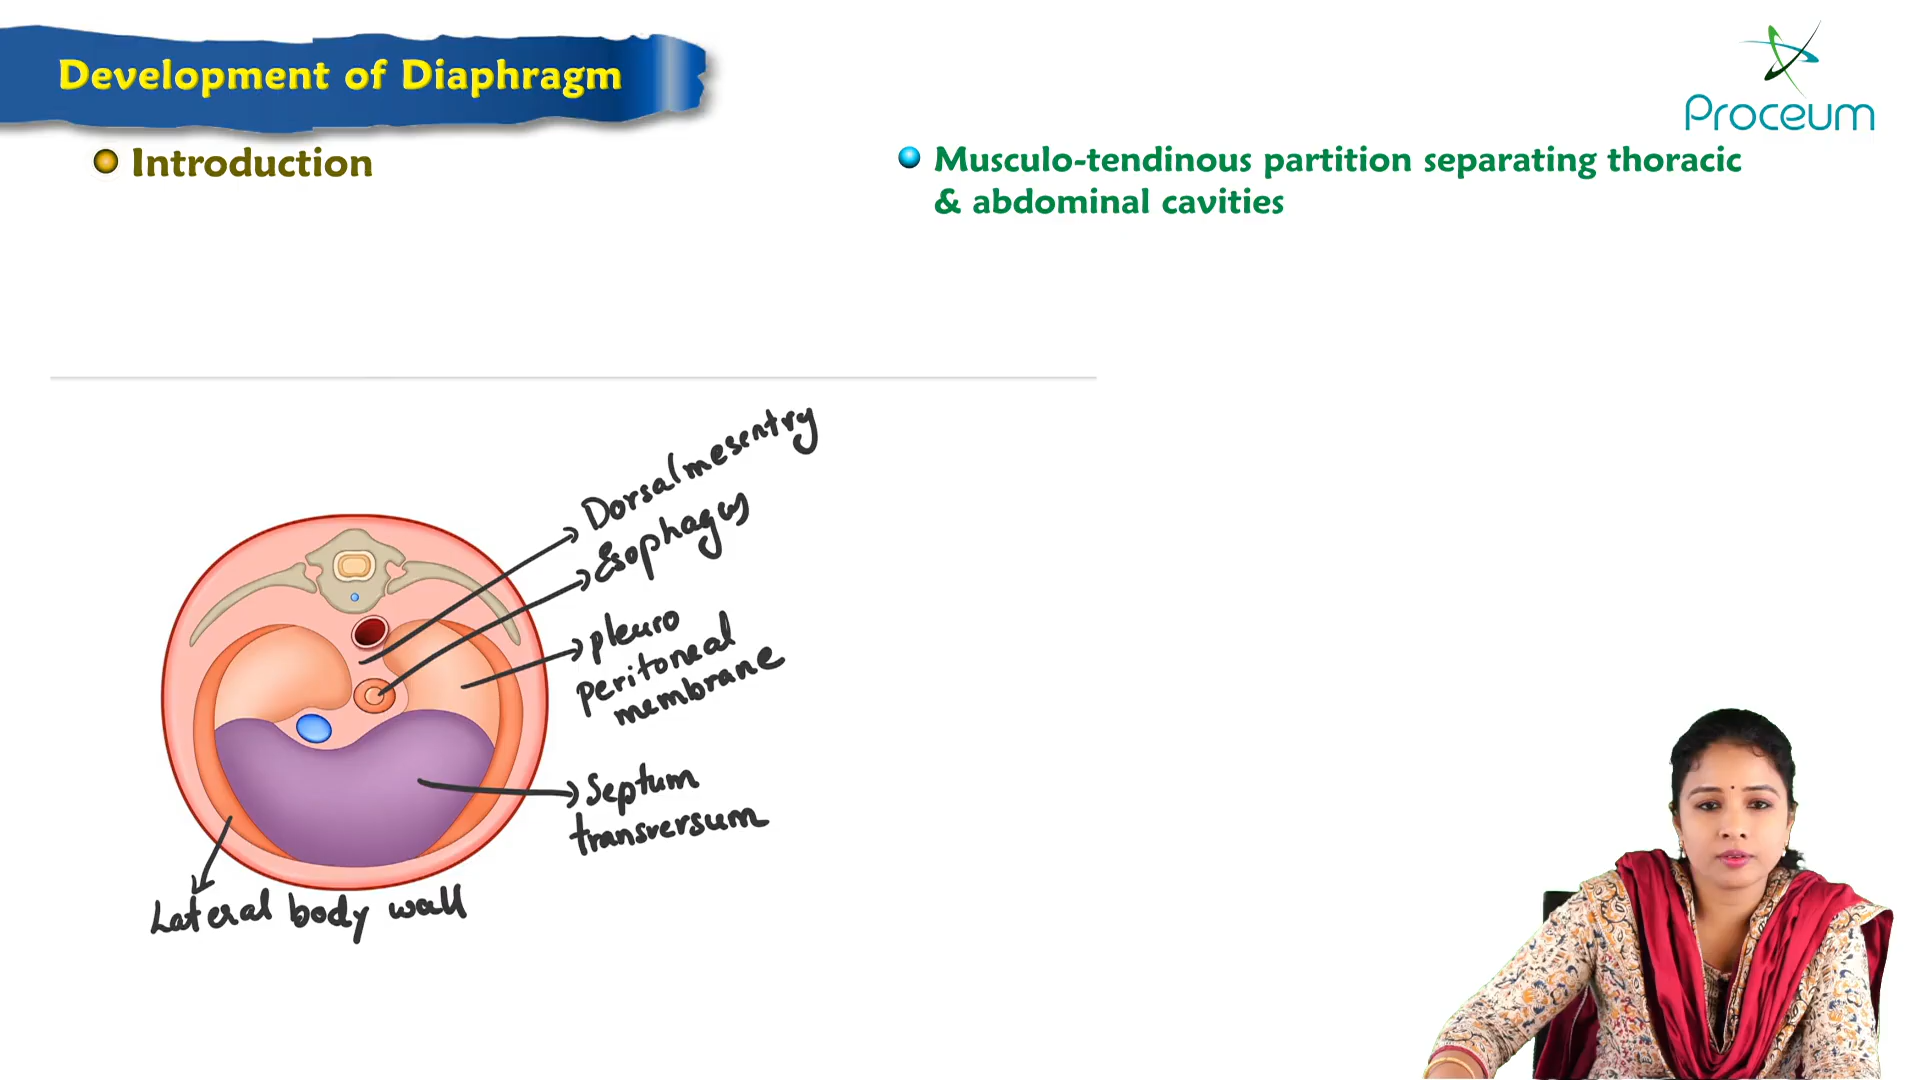 Development of Diaphragm
Proceum
Introduction
Musculo-tendinous partition separating thoracic
& abdominal cavities
Dorsal mesentry
Esophagus
pleuro
peritoneal
membrane
Septum
transversum
Lateral body wall